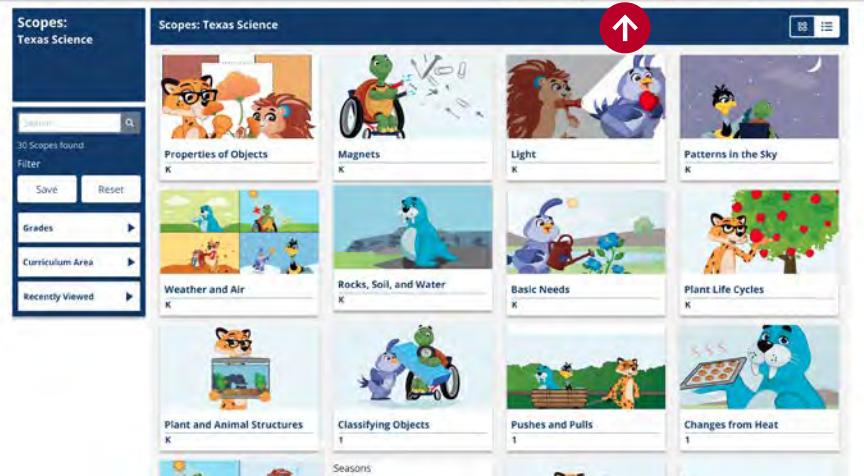 Scopes:
Texas Science
Scopes: Texas Science
Search...
30 Scopes found
Filter
Save
Reset
Grades
Curriculum Area
Recently Viewed
Properties of Objects
K
Magnets
K
Light
K
Patterns in the Sky
K
Weather and Air
K
Rocks, Soil, and Water
K
Basic Needs
K
Plant Life Cycles
K
Plant and Animal Structures
K
Classifying Objects
1
Pushes and Pulls
1
Changes from Heat
1
Seasons